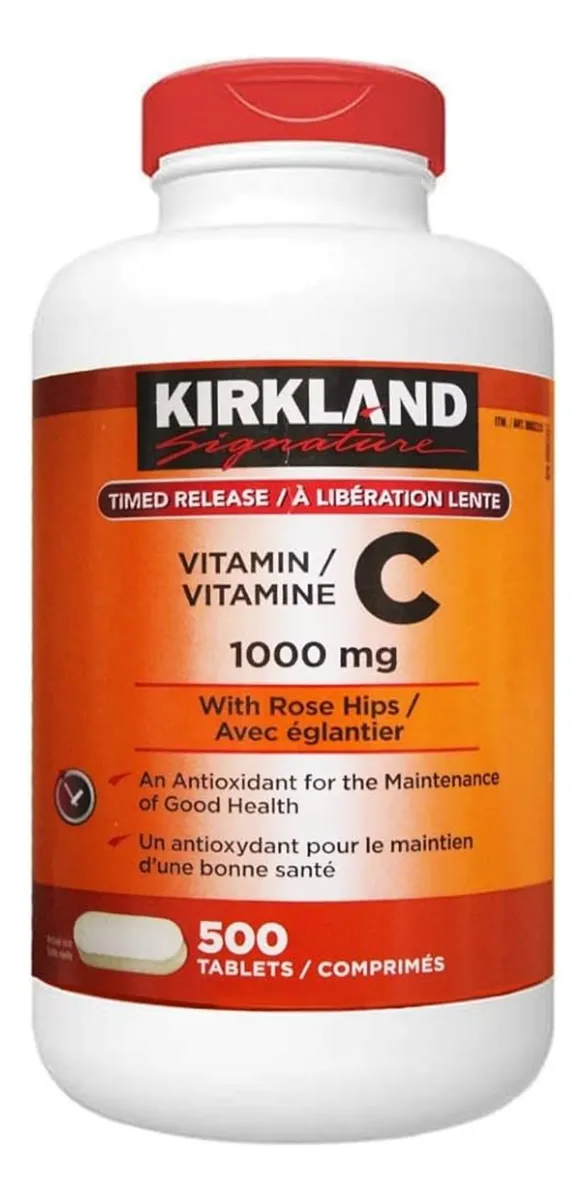 KIRKLAND
Signature
TIMED RELEASE / À LIBÉRATION LENTE
VITAMIN /
VITAMINE
C
1000 mg
With Rose Hips /
Avec églantier
An Antioxidant for the Maintenance
of Good Health
Un antioxydant pour le maintien
d'une bonne santé
500
TABLETS / COMPRIMÉS